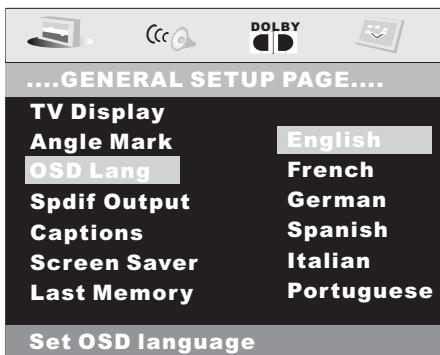 DOLBY
....GENERAL SETUP PAGE....
TV Display
Angle Mark English
OSD Lang French
Spdif Output German
Captions Spanish
Screen Saver Italian
Last Memory Portuguese
Set OSD language